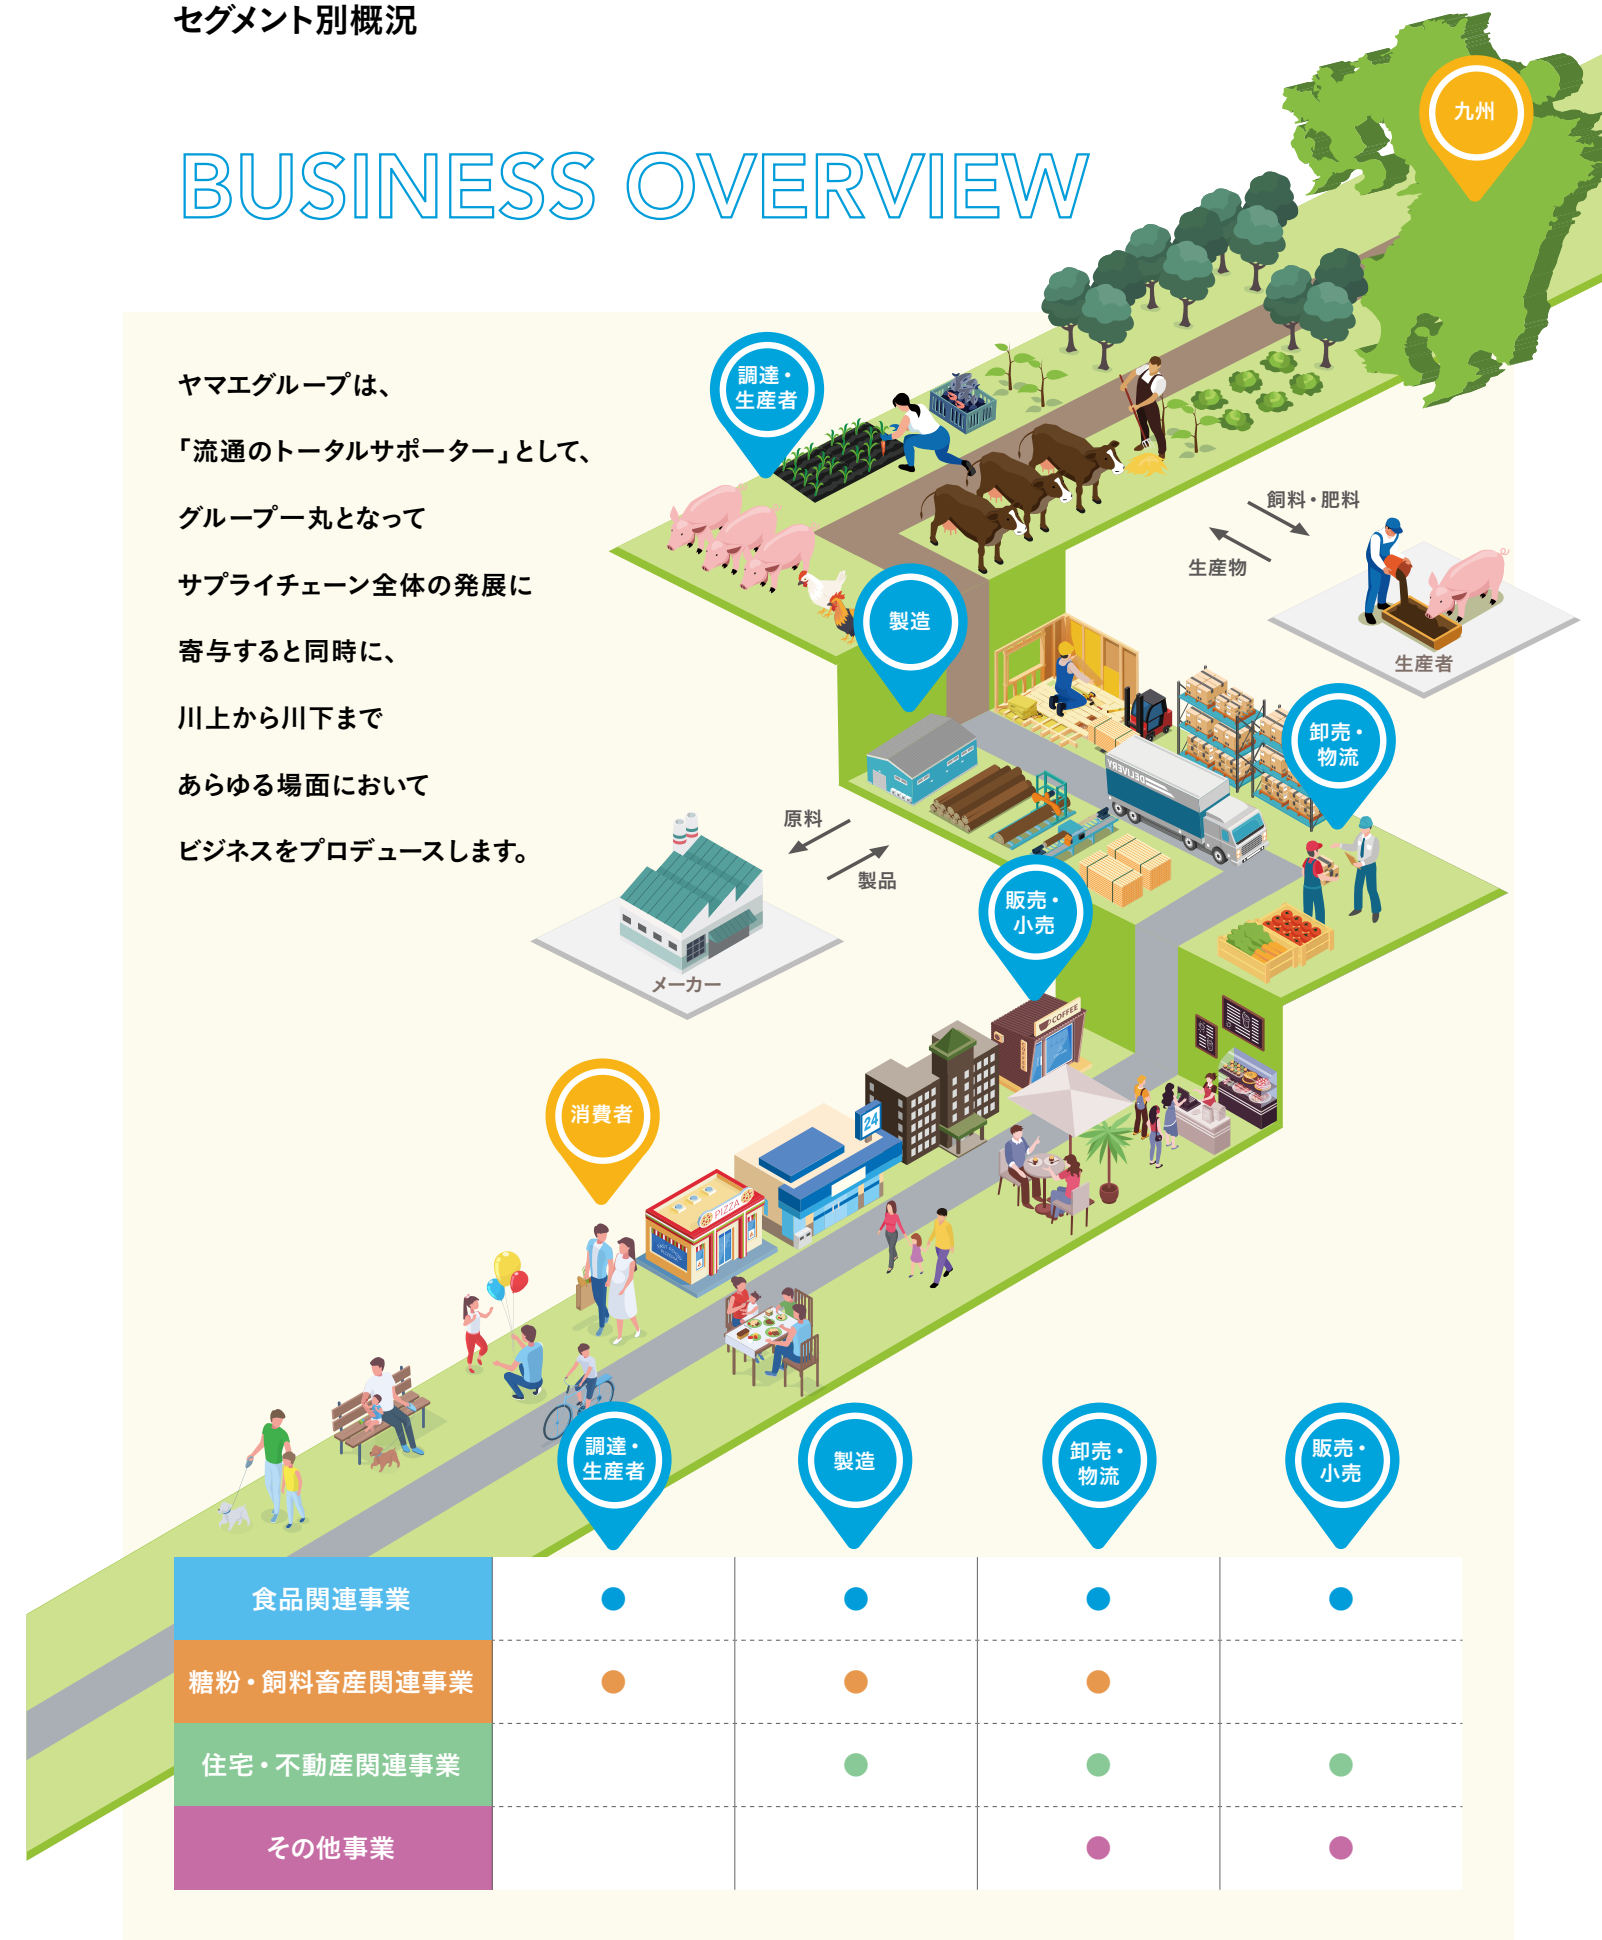 セグメント別概況
BUSINESS OVERVIEW
九州
ヤマエグループは、
「流通のトータルサポーター」として、
グループ一丸となって
サプライチェーン全体の発展に
寄与すると同時に、
川上から川下まで
あらゆる場面において
ビジネスをプロデュースします。
調達・
生産者
飼料・肥料
生産物
生産者
製造
卸売・
物流
DELIVERY
原料
製品
メーカー
販売・
小売
COFFEE
消費者
24
PIZZA
調達・
生産者
製造
卸売・
物流
販売・
小売
食品関連事業
糖粉・飼料畜産関連事業
住宅・不動産関連事業
その他事業